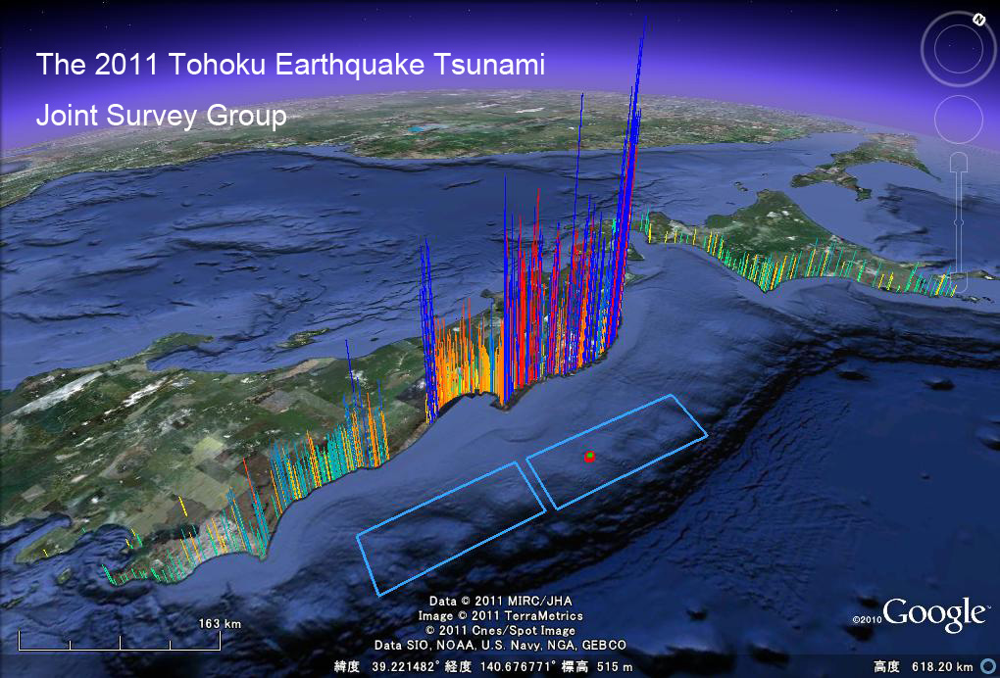 N
The 2011 Tohoku Earthquake Tsunami
Joint Survey Group
163 km
Data © 2011 MIRC/JHA
Image © 2011 TerraMetrics
© 2011 Cnes/Spot Image
Data SIO, NOAA, U.S. Navy, NGA, GEBCO
©2010 Google™
緯度 39.221482° 経度 140.676771° 標高 515 m
高度 618.20 km